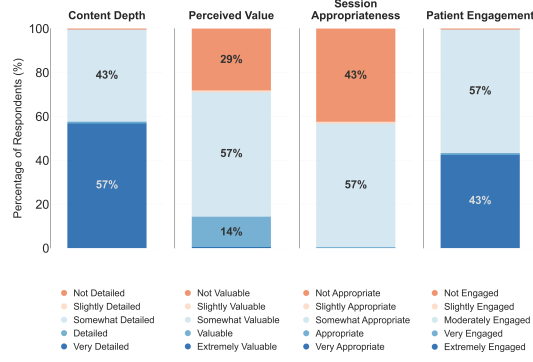 Content Depth
Perceived Value
Session
Appropriateness
Patient Engagement
Percentage of Respondents (%)
100
80
60
40
20
0
43%
57%
29%
57%
14%
43%
57%
57%
43%
Not Detailed
Slightly Detailed
Somewhat Detailed
Detailed
Very Detailed
Not Valuable
Slightly Valuable
Somewhat Valuable
Valuable
Extremely Valuable
Not Appropriate
Slightly Appropriate
Somewhat Appropriate
Appropriate
Very Appropriate
Not Engaged
Slightly Engaged
Moderately Engaged
Very Engaged
Extremely Engaged